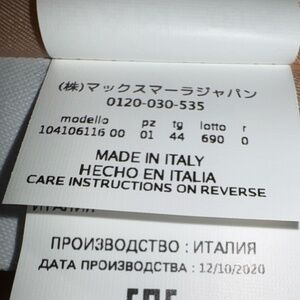 (株)マックスマーラジャパン
0120-030-535
modello pz tg lotto r
104106116 00 01 44 690 0
MADE IN ITALY
HECHO EN ITALIA
CARE INSTRUCTIONS ON REVERSE
ИТАЛИЯ
ПРОИЗВОДСТВО : ИТАЛИЯ
ДАТА ПРОИЗВОДСТВА : 12/10/2020